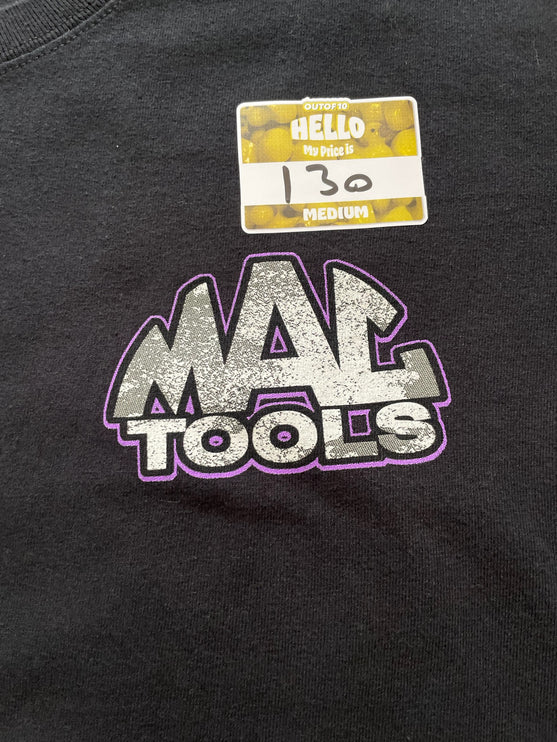 OUTOF10
HELLO
My Price is
130
MEDIUM
MAC
TOOLS